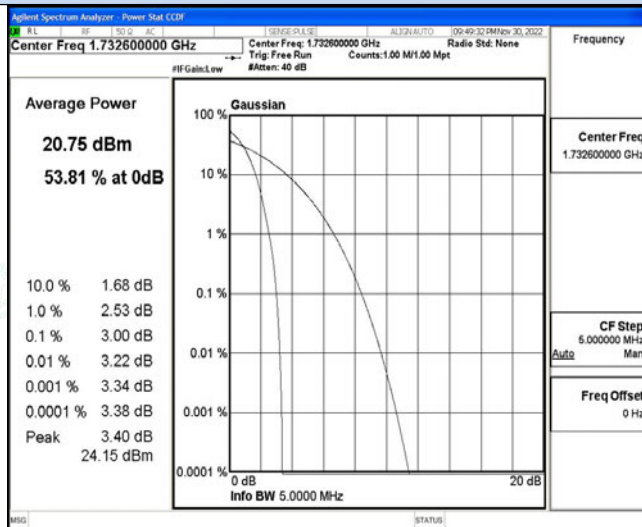 Agilent Spectrum Analyzer - Power Stat CCDF
RL RF 50 Ω AC SENSE:PULSE ALIGN AUTO 09:49:32 PM Nov 30, 2022
Center Freq 1.732600000 GHz
Center Freq: 1.732600000 GHz Radio Std: None
Trig: Free Run Counts:1.00 M/1.00 Mpt
#IFGain:Low #Atten: 40 dB
Frequency
Average Power
20.75 dBm
53.81 % at 0dB
10.0 % 1.68 dB
1.0 % 2.53 dB
0.1 % 3.00 dB
0.01 % 3.22 dB
0.001 % 3.34 dB
0.0001 % 3.38 dB
Peak 3.40 dB
24.15 dBm
Gaussian
100 %
10 %
1 %
0.1 %
0.01 %
0.001 %
0.0001 %
0 dB 20 dB
Info BW 5.0000 MHz
Center Freq
1.732600000 GHz
CF Step
5.000000 MHz
Auto Man
Freq Offset
0 Hz
MSG STATUS